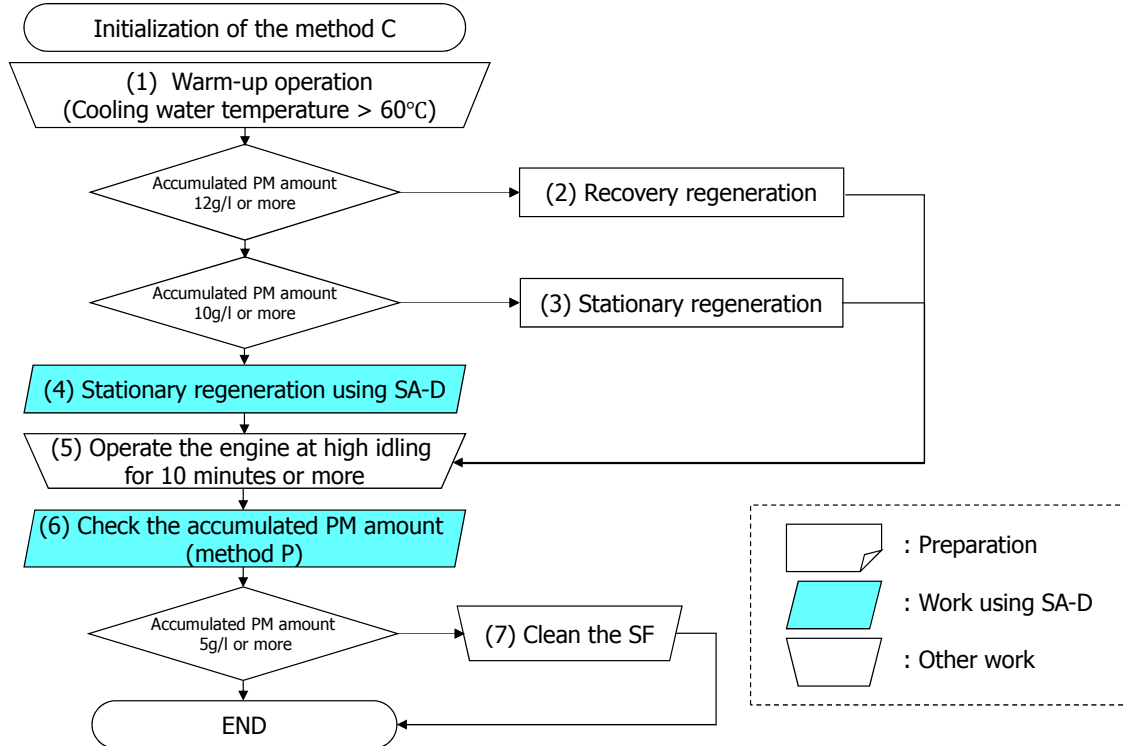 Initialization of the method C
(1)  Warm-up operation
(Cooling water temperature > 60℃)
Accumulated PM amount
12g/l or more
(2) Recovery regeneration
Accumulated PM amount
10g/l or more
(3) Stationary regeneration
(4) Stationary regeneration using SA-D
(5) Operate the engine at high idling
for 10 minutes or more
(6) Check the accumulated PM amount
(method P)
Accumulated PM amount
5g/l or more
(7) Clean the SF
END
: Preparation
: Work using SA-D
: Other work